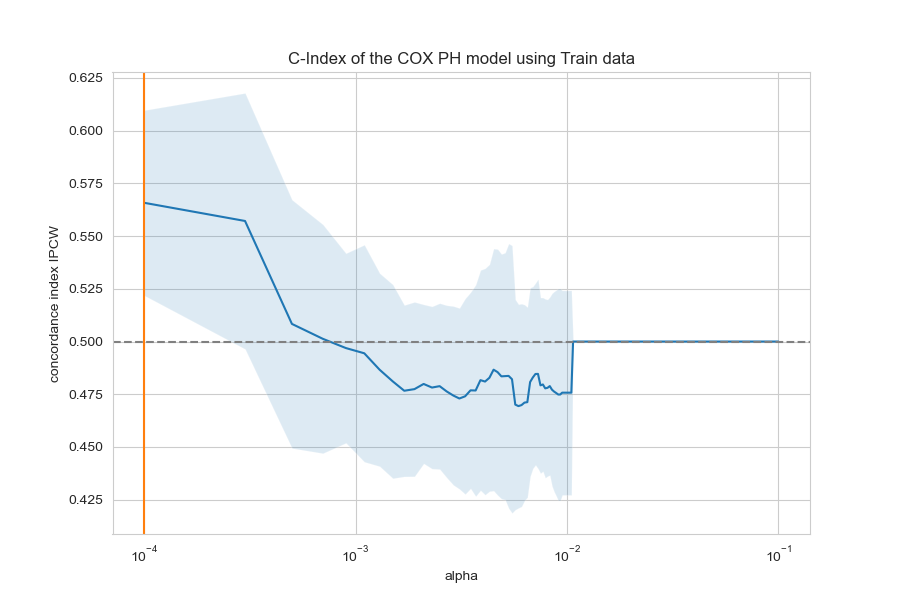 C-Index of the COX PH model using Train data
concordance index IPCW
0.625
0.600
0.575
0.550
0.525
0.500
0.475
0.450
0.425
10⁻⁴ 10⁻³ 10⁻² 10⁻¹
alpha